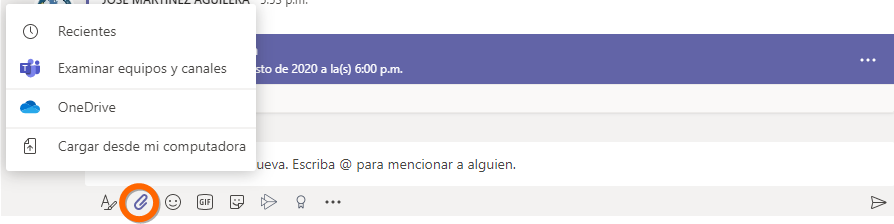 JOSE MARTINEZ AGUILERA 5:53 p.m.
Recientes
Examinar equipos y canales
sto de 2020 a la(s) 6:00 p.m.
OneDrive
Cargar desde mi computadora
ueva. Escriba @ para mencionar a alguien.
GIF